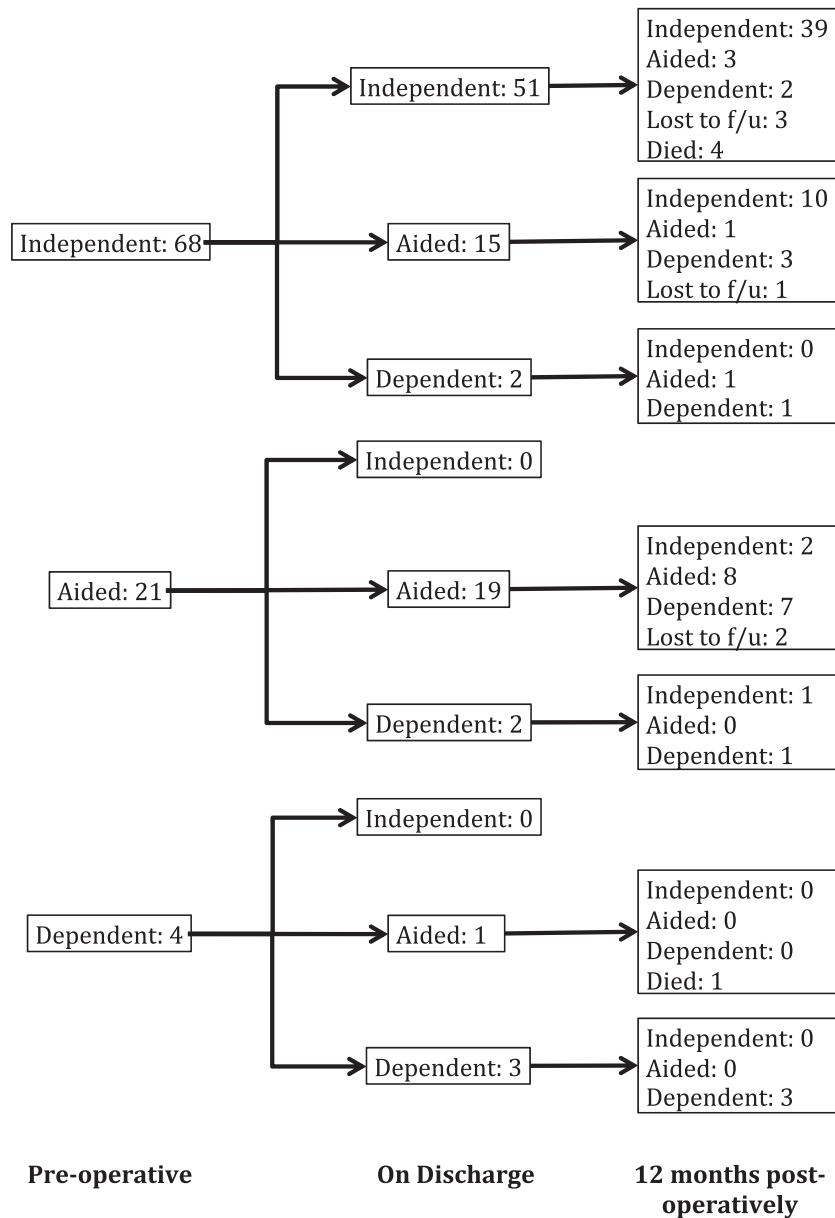 Independent: 68
Independent: 51
Independent: 39
Aided: 3
Dependent: 2
Lost to f/u: 3
Died: 4
Aided: 15
Independent: 10
Aided: 1
Dependent: 3
Lost to f/u: 1
Dependent: 2
Independent: 0
Aided: 1
Dependent: 1
Aided: 21
Independent: 0
Aided: 19
Independent: 2
Aided: 8
Dependent: 7
Lost to f/u: 2
Dependent: 2
Independent: 1
Aided: 0
Dependent: 1
Dependent: 4
Independent: 0
Aided: 1
Independent: 0
Aided: 0
Dependent: 0
Died: 1
Dependent: 3
Independent: 0
Aided: 0
Dependent: 3
Pre-operative
On Discharge
12 months post-
operatively